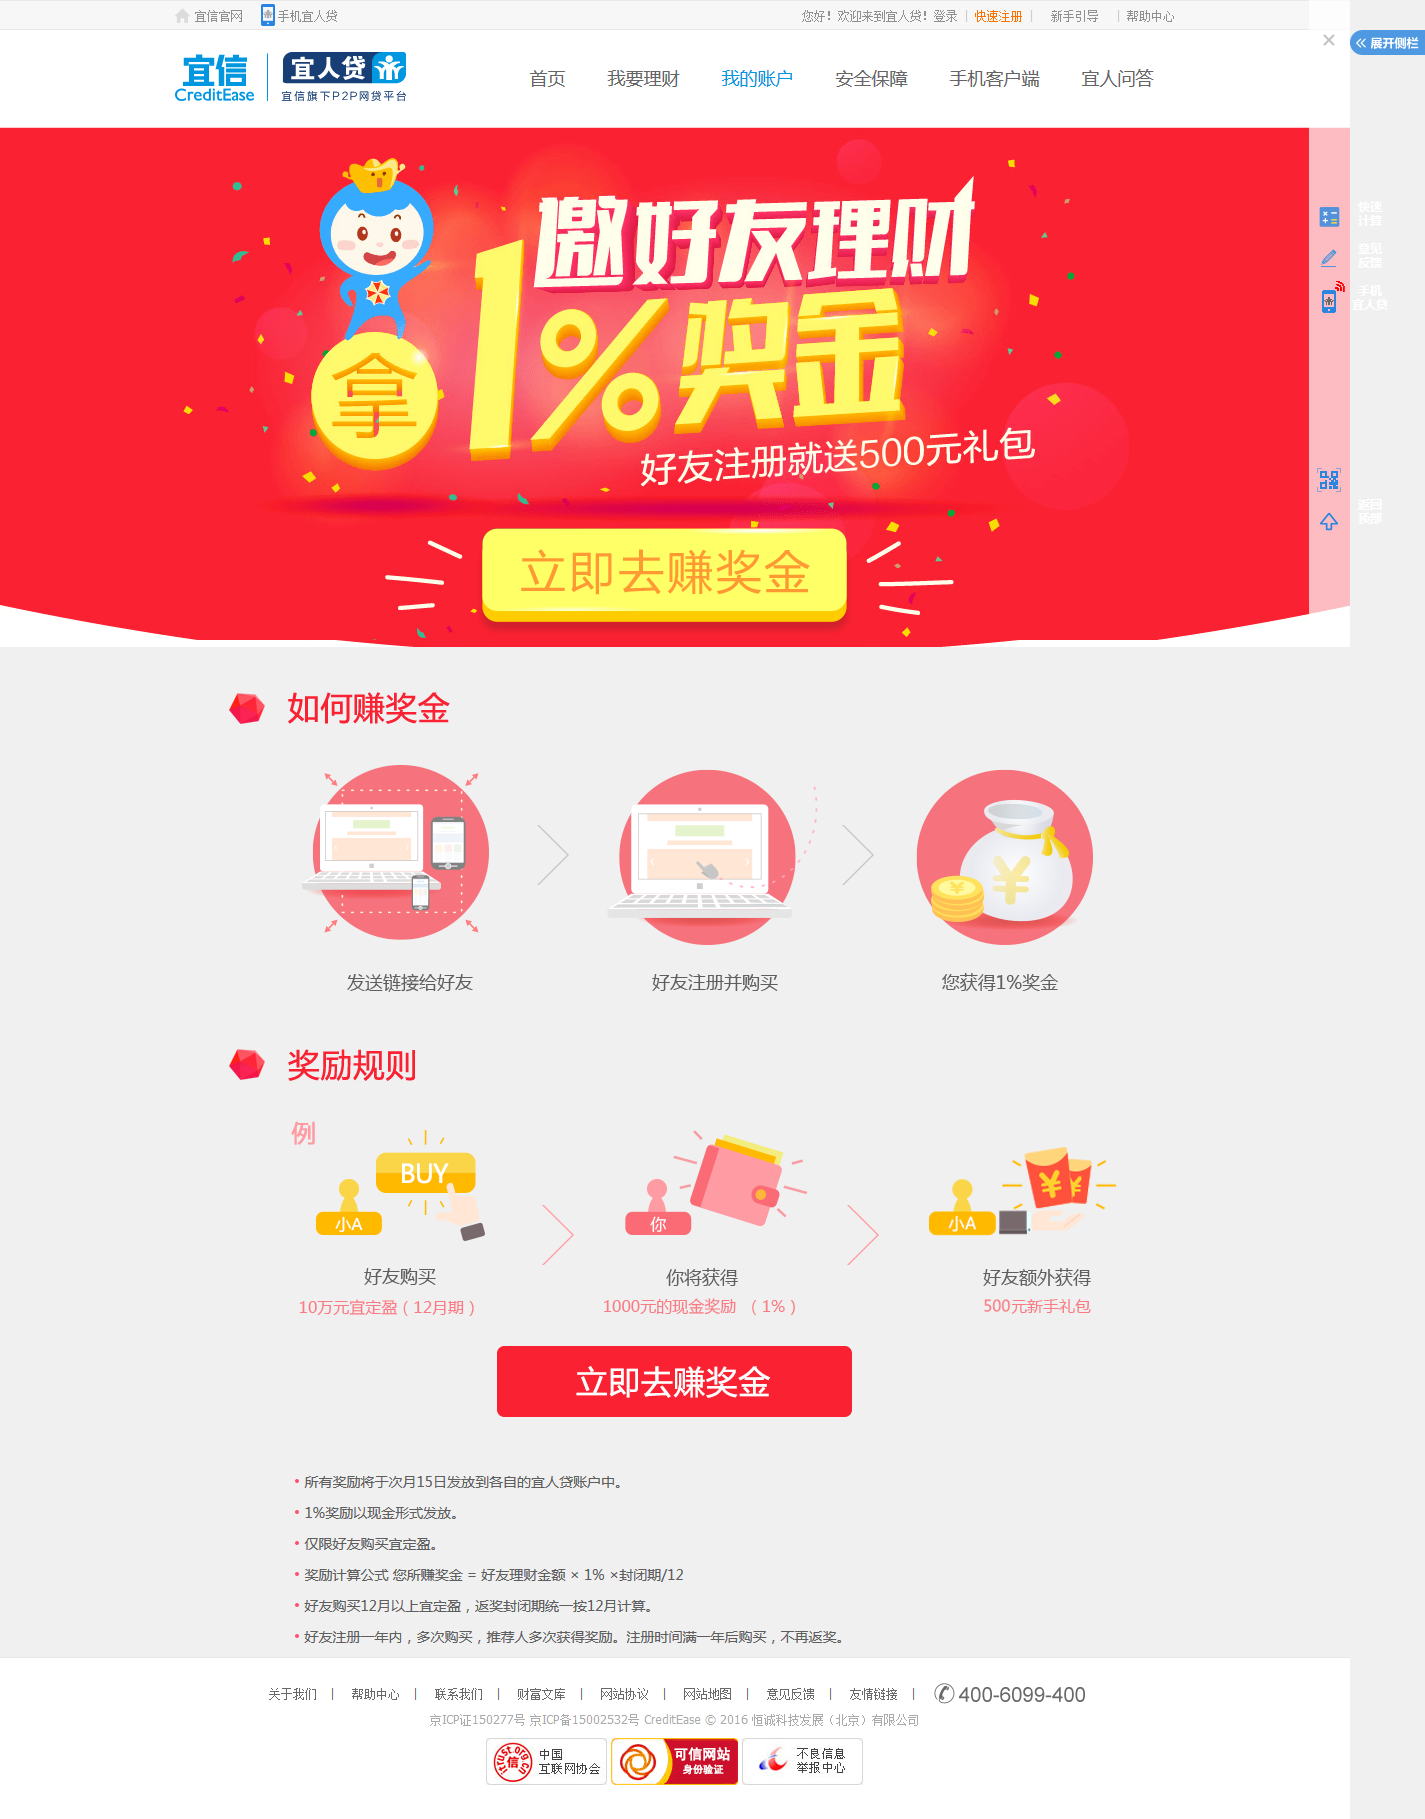 宜信官网 手机宜人贷 您好！欢迎来到宜人贷！登录 | 快速注册 | 新手引导 | 帮助中心
展开侧栏
宜信 CreditEase 宜人贷
宜信旗下P2P网贷平台
首页 我要理财 我的账户 安全保障 手机客户端 宜人问答
邀好友理财
拿 1%奖金
好友注册就送500元礼包
立即去赚奖金
快速
计算
意见
反馈
手机
宜人贷
返回
顶部
如何赚奖金
发送链接给好友 好友注册并购买 您获得1%奖金
奖励规则
例
BUY
小A 你 小A
好友购买 你将获得 好友额外获得
10万元宜定盈（12月期） 1000元的现金奖励 （1%） 500元新手礼包
立即去赚奖金
• 所有奖励将于次月15日发放到各自的宜人贷账户中。
• 1%奖励以现金形式发放。
• 仅限好友购买宜定盈。
• 奖励计算公式 您所赚奖金 = 好友理财金额 × 1% ×封闭期/12
• 好友购买12月以上宜定盈，返奖封闭期统一按12月计算。
• 好友注册一年内，多次购买，推荐人多次获得奖励。注册时间满一年后购买，不再返奖。
关于我们 | 帮助中心 | 联系我们 | 财富文库 | 网站协议 | 网站地图 | 意见反馈 | 友情链接 | 400-6099-400
京ICP证150277号 京ICP备15002532号 CreditEase © 2016 恒诚科技发展（北京）有限公司
中国
互联网协会
可信网站
身份验证
不良信息
举报中心